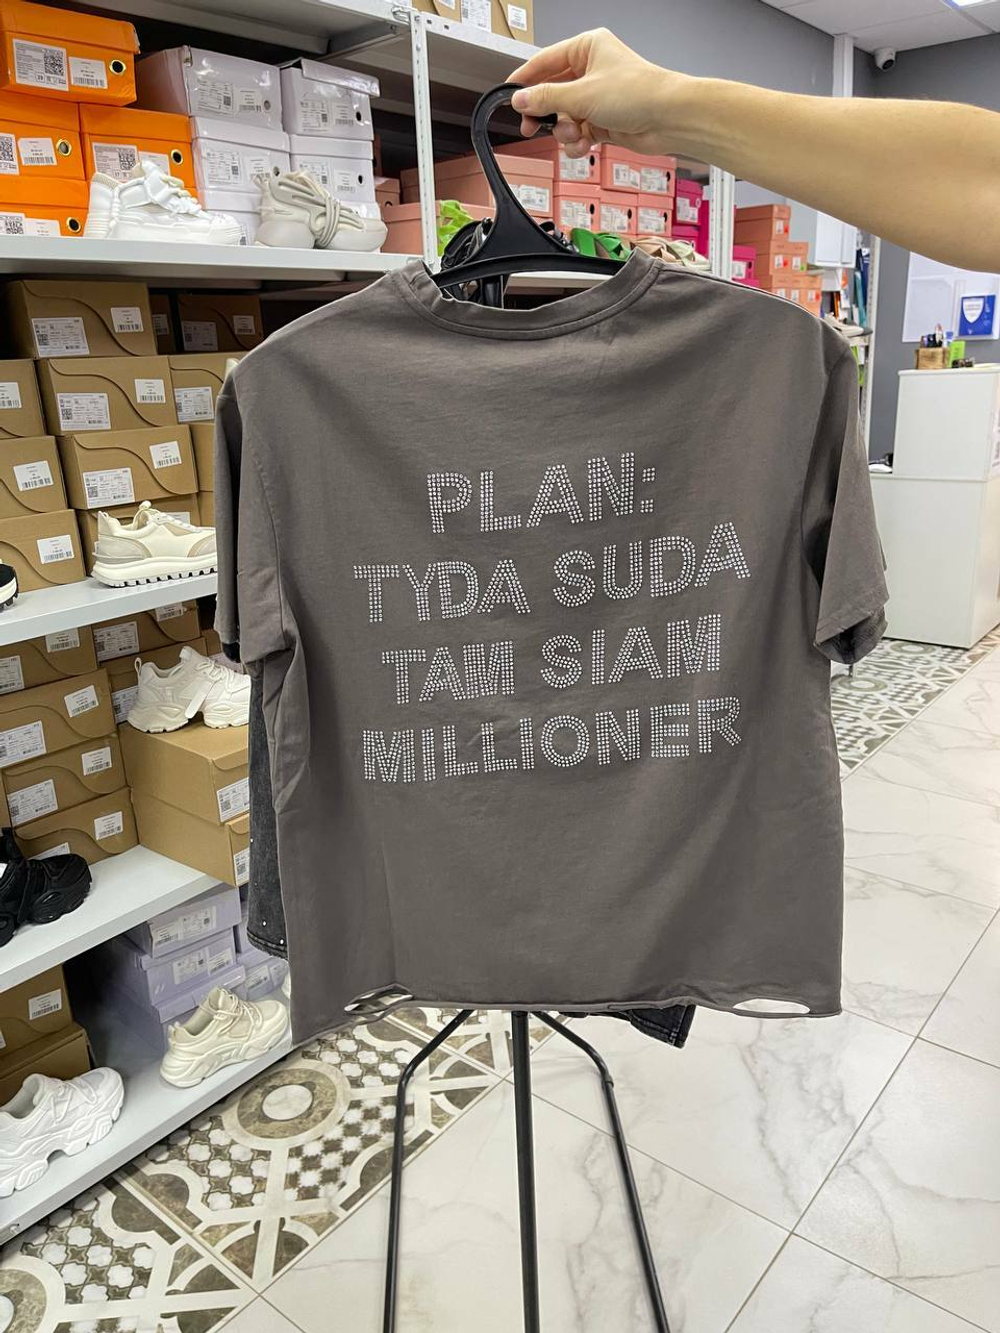 PLAN:
TYDA SUDA
TAM SIAM
MILLIONER